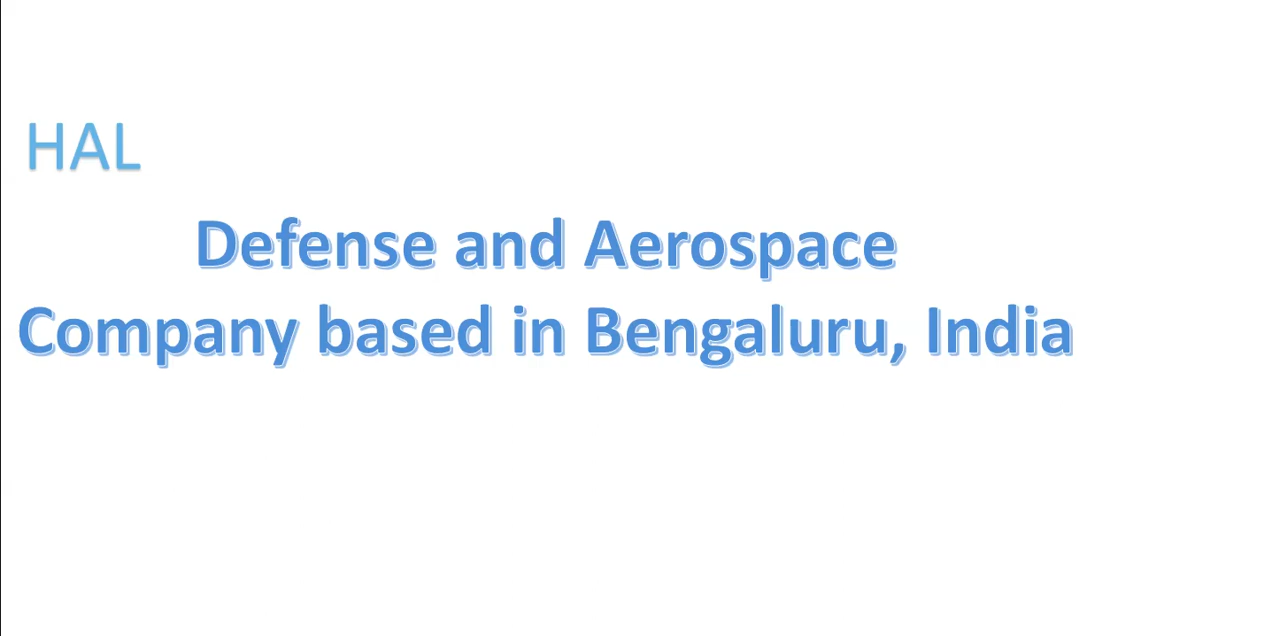 HAL
Defense and Aerospace
Company based in Bengaluru, India